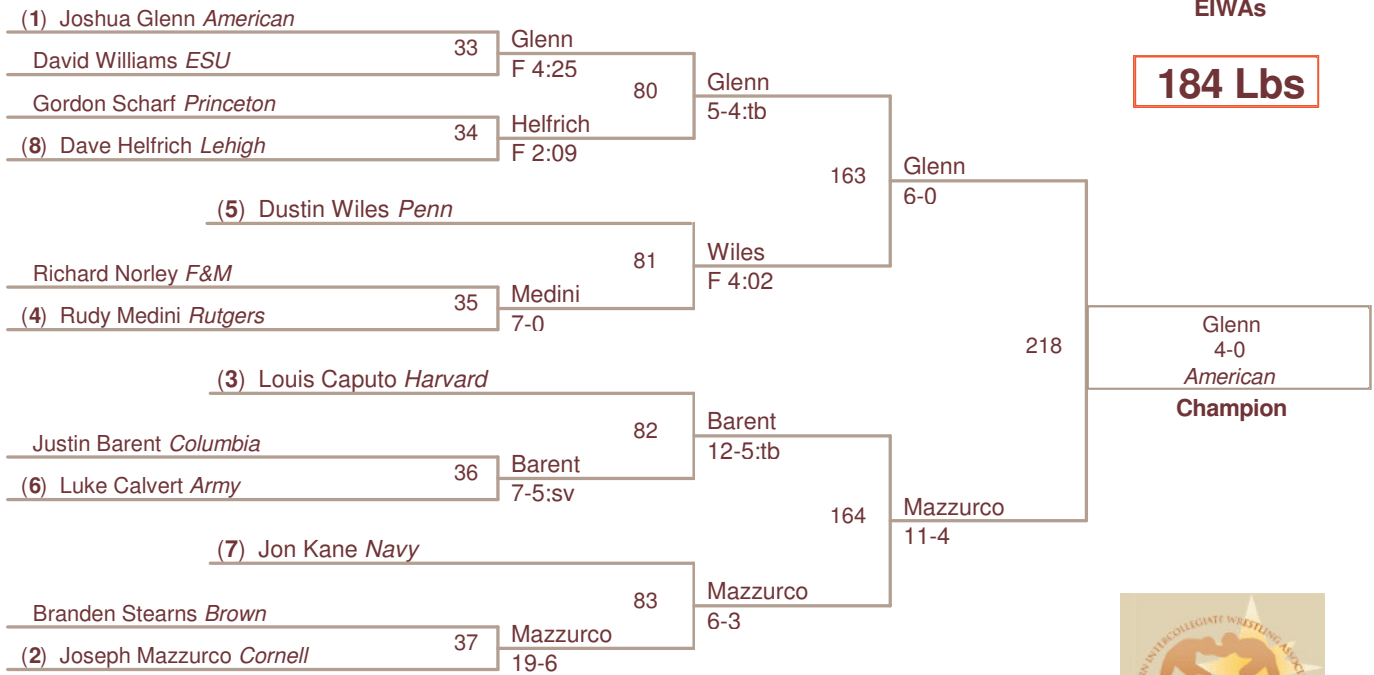 EIWAs
184 Lbs
(1) Joshua Glenn American
David Williams ESU
33
Glenn
F 4:25
Gordon Scharf Princeton
(8) Dave Helfrich Lehigh
34
Helfrich
F 2:09
80
Glenn
5-4:tb
(5) Dustin Wiles Penn
Richard Norley F&M
(4) Rudy Medini Rutgers
35
Medini
7-0
81
Wiles
F 4:02
163
Glenn
6-0
(3) Louis Caputo Harvard
Justin Barent Columbia
(6) Luke Calvert Army
36
Barent
7-5:sv
82
Barent
12-5:tb
(7) Jon Kane Navy
Branden Stearns Brown
(2) Joseph Mazzurco Cornell
37
Mazzurco
19-6
83
Mazzurco
6-3
164
Mazzurco
11-4
218
Glenn
4-0
American
Champion
INTERCOLLEGIATE WRESTLING